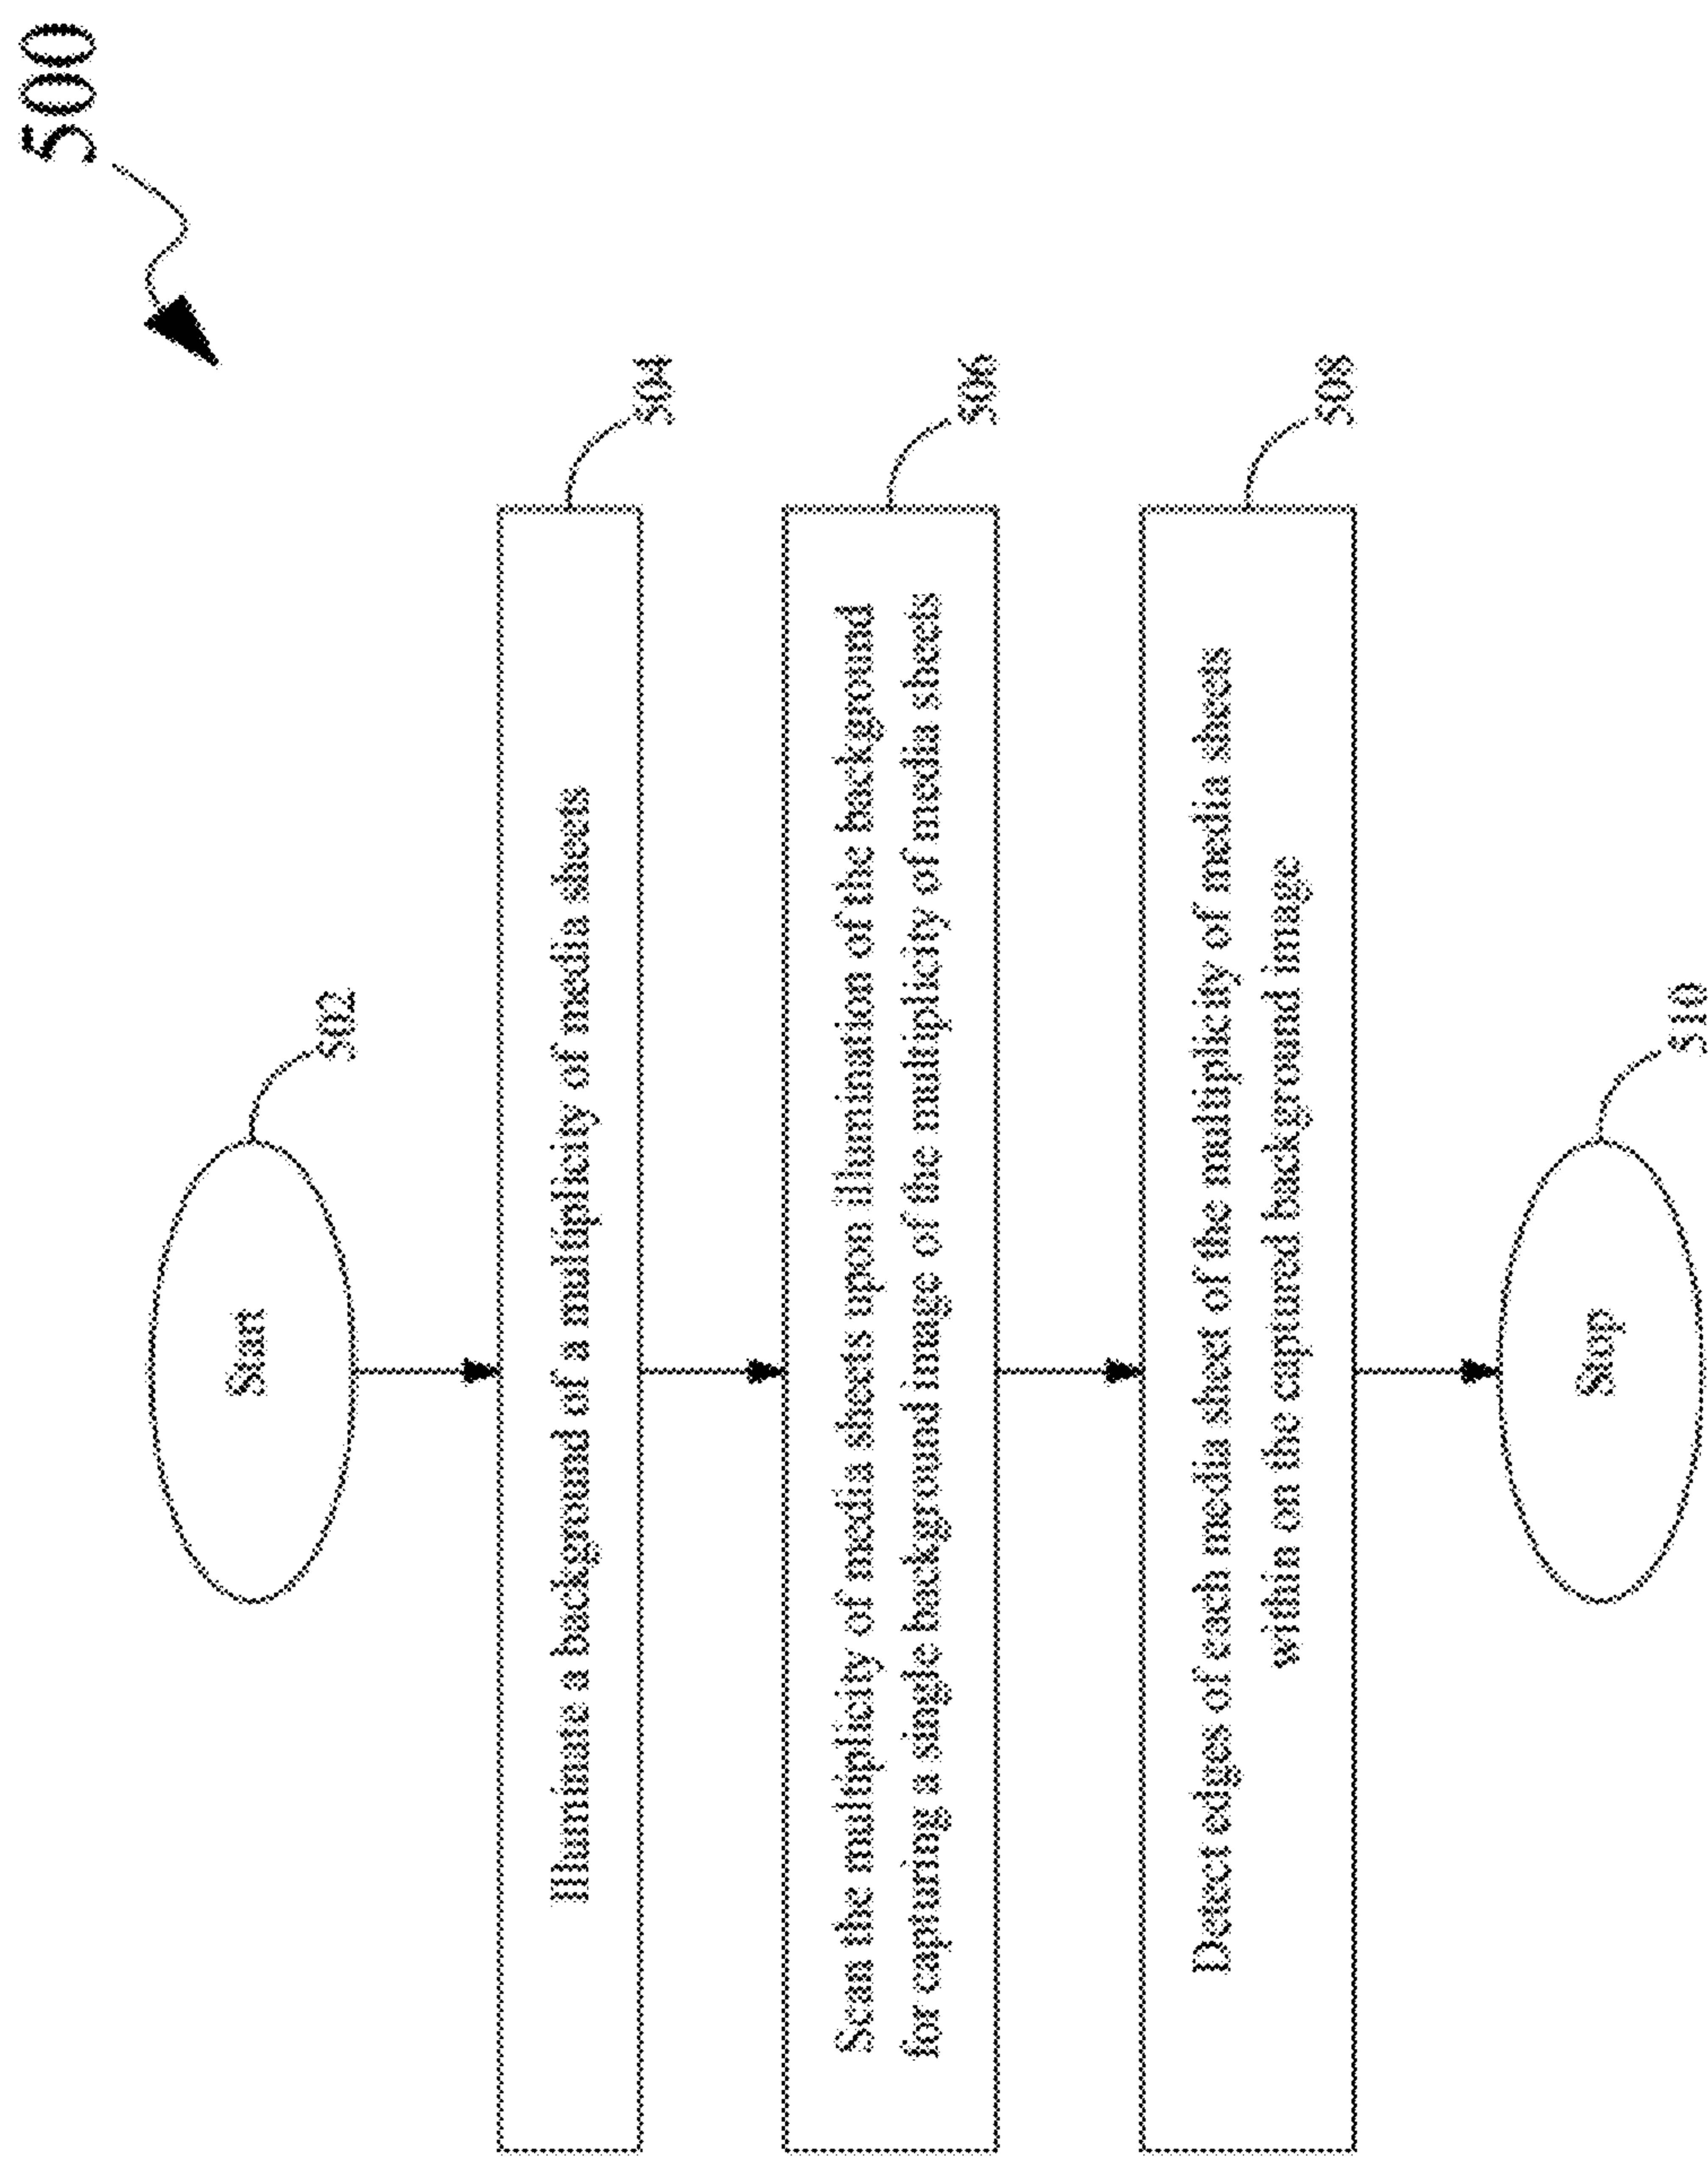 500
Start
502
Illuminate a background of a multiplicity of media sheets
504
Scan the multiplicity of media sheets upon illumination of the background
for capturing a single background image of the multiplicity of media sheets
506
Detect edges of each media sheet of the multiplicity of media sheets
within on the captured background image
508
Stop
510